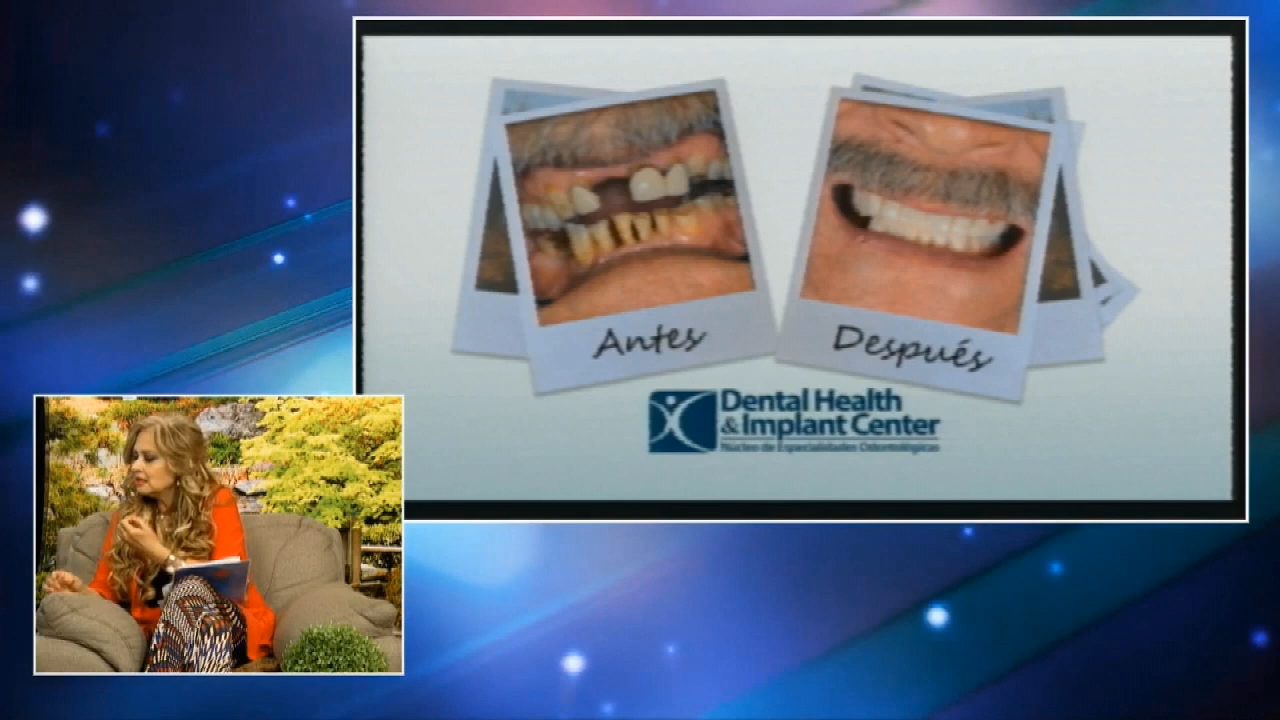 Antes
Después
Dental Health
& Implant Center
Núcleo de Especialidades Odontológicas